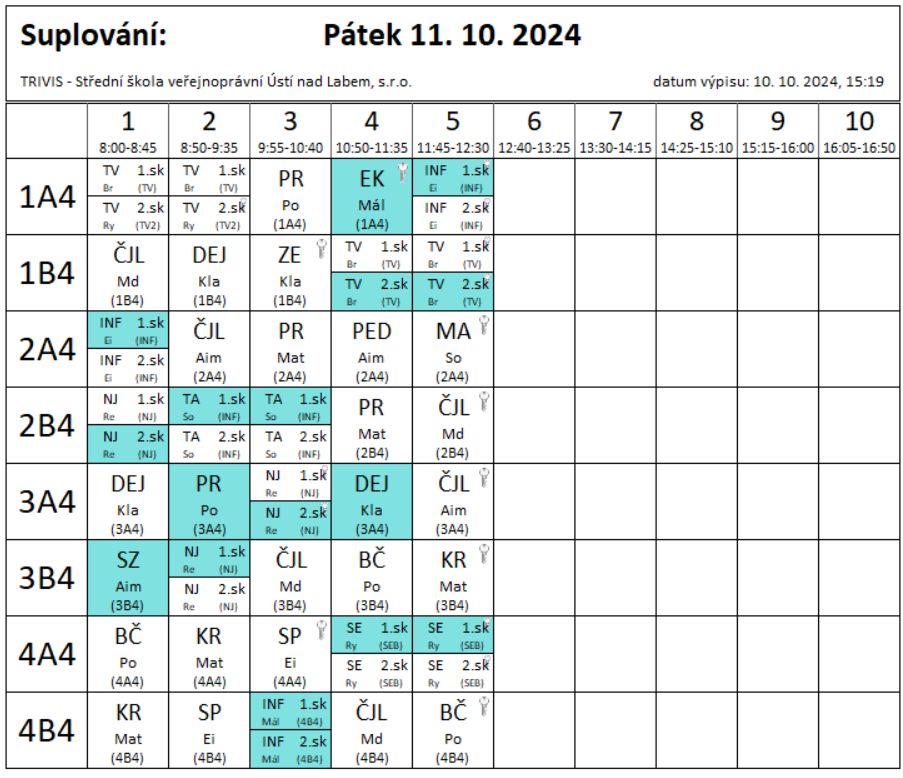 Suplování: Pátek 11. 10. 2024
TRIVIS - Střední škola veřejnoprávní Ústí nad Labem, s.r.o. datum výpisu: 10. 10. 2024, 15:19
1 2 3 4 5 6 7 8 9 10
8:00-8:45 8:50-9:35 9:55-10:40 10:50-11:35 11:45-12:30 12:40-13:25 13:30-14:15 14:25-15:10 15:15-16:00 16:05-16:50
1A4
TV 1.sk
Br (TV)
TV 2.sk
Ry (TV2)
TV 1.sk
Br (TV)
TV 2.sk
Ry (TV2)
PR
Po
(1A4)
EK
Mál
(1A4)
INF 1.sk
Ei (INF)
INF 2.sk
Ei (INF)
1B4
ČJL
Md
(1B4)
DEJ
Kla
(1B4)
ZE
Kla
(1B4)
TV 1.sk
Br (TV)
TV 2.sk
Br (TV)
TV 1.sk
Br (TV)
TV 2.sk
Br (TV)
2A4
INF 1.sk
Ei (INF)
INF 2.sk
Ei (INF)
ČJL
Aim
(2A4)
PR
Mat
(2A4)
PED
Aim
(2A4)
MA
So
(2A4)
2B4
NJ 1.sk
Re (NJ)
NJ 2.sk
Re (NJ)
TA 1.sk
So (INF)
TA 2.sk
So (INF)
TA 1.sk
So (INF)
TA 2.sk
So (INF)
PR
Mat
(2B4)
ČJL
Md
(2B4)
3A4
DEJ
Kla
(3A4)
PR
Po
(3A4)
NJ 1.sk
Re (NJ)
NJ 2.sk
Re (NJ)
DEJ
Kla
(3A4)
ČJL
Aim
(3A4)
3B4
SZ
Aim
(3B4)
NJ 1.sk
Re (NJ)
NJ 2.sk
Re (NJ)
ČJL
Md
(3B4)
BČ
Po
(3B4)
KR
Mat
(3B4)
4A4
BČ
Po
(4A4)
KR
Mat
(4A4)
SP
Ei
(4A4)
SE 1.sk
Ry (SEB)
SE 2.sk
Ry (SEB)
SE 1.sk
Ry (SEB)
SE 2.sk
Ry (SEB)
4B4
KR
Mat
(4B4)
SP
Ei
(4B4)
INF 1.sk
Mál (4B4)
INF 2.sk
Mál (4B4)
ČJL
Md
(4B4)
BČ
Po
(4B4)